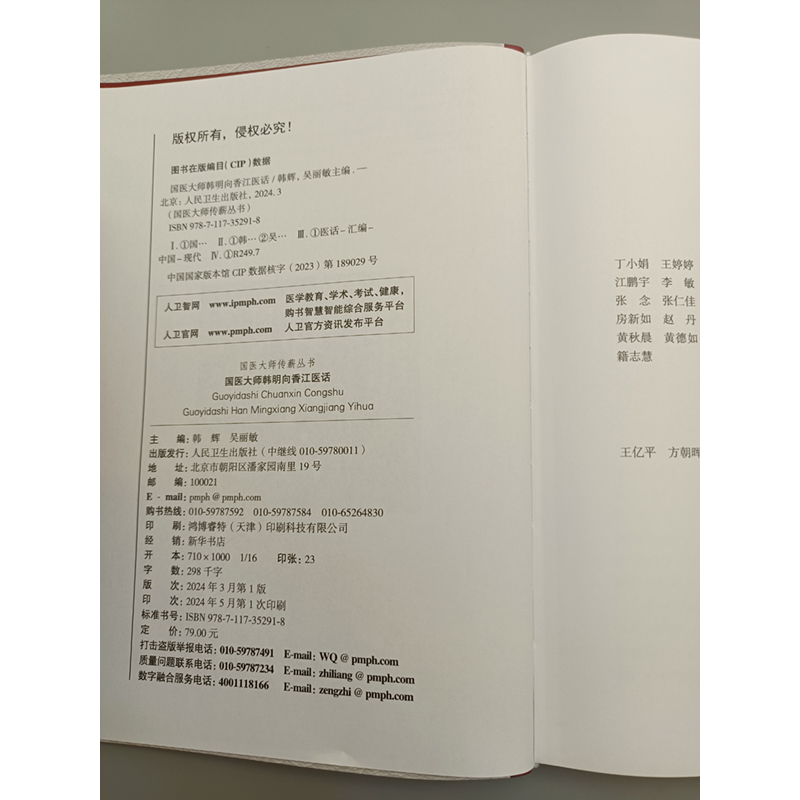 版权所有，侵权必究！
图书在版编目（CIP）数据
国医大师韩明向香江医话 / 韩辉，吴丽敏主编．—
北京：人民卫生出版社，2024.3
（国医大师传薪丛书）
ISBN 978-7-117-35291-8
Ⅰ．①国… Ⅱ．①韩…②吴… Ⅲ．①医话－汇编－
中国－现代 Ⅳ．①R249.7
中国国家版本馆 CIP 数据核字（2023）第 189029 号
人卫智网 www.ipmph.com 医学教育、学术、考试、健康，
购书智慧智能综合服务平台
人卫官网 www.pmph.com 人卫官方资讯发布平台
国医大师传薪丛书
国医大师韩明向香江医话
Guoyidashi Chuanxin Congshu
Guoyidashi Han Mingxiang Xiangjiang Yihua
主 编：韩 辉 吴丽敏
出版发行：人民卫生出版社（中继线 010-59780011）
地 址：北京市朝阳区潘家园南里 19 号
邮 编：100021
E - mail：pmph @ pmph.com
购书热线：010-59787592 010-59787584 010-65264830
印 刷：鸿博睿特（天津）印刷科技有限公司
经 销：新华书店
开 本：710×1000 1/16 印张：23
字 数：298 千字
版 次：2024 年 3 月第 1 版
印 次：2024 年 5 月第 1 次印刷
标准书号：ISBN 978-7-117-35291-8
定 价：79.00 元
打击盗版举报电话：010-59787491 E-mail：WQ @ pmph.com
质量问题联系电话：010-59787234 E-mail：zhiliang @ pmph.com
数字融合服务电话：4001118166 E-mail：zengzhi @ pmph.com
丁小娟 王婷婷
江鹏宇 李 敏
张 念 张仁佳
房新如 赵 丹
黄秋晨 黄德如
籍志慧
王亿平 方朝晖